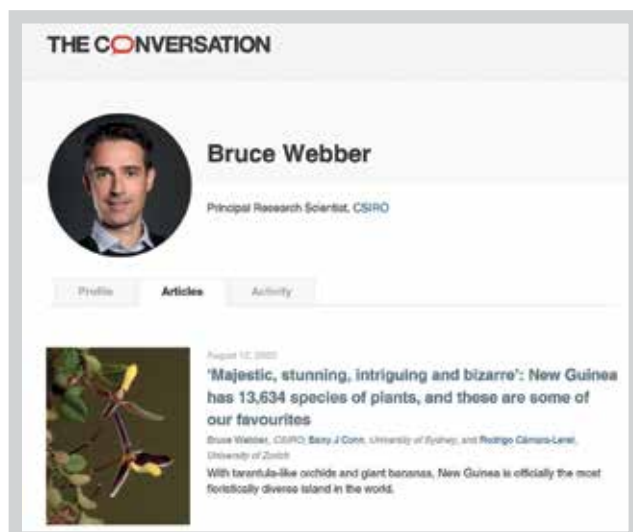 THE CONVERSATION
Bruce Webber
Principal Research Scientist, CSIRO
Profile Articles Activity
August 12, 2020
'Majestic, stunning, intriguing and bizarre': New Guinea
has 13,634 species of plants, and these are some of
our favourites
Bruce Webber, CSIRO; Barry J Conn, University of Sydney, and Rodrigo Cámara-Leret,
University of Zurich
With tarantula-like orchids and giant bananas, New Guinea is officially the most
floristically diverse island in the world.